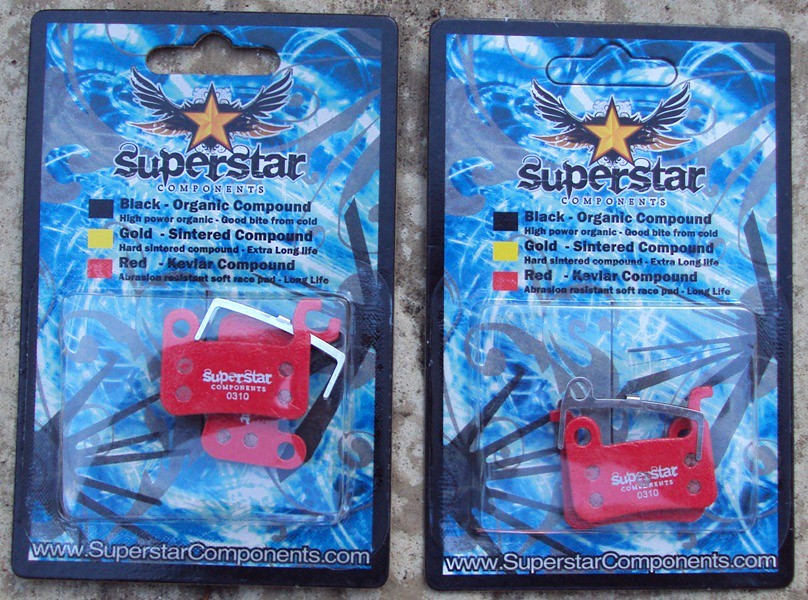 Superstar
COMPONENTS
Black - Organic Compound
High power organic - Good bite from cold
Gold - Sintered Compound
Hard sintered compound - Extra Long life
Red - Kevlar Compound
Abrasion resistant soft race pad - Long Life
Superstar
COMPONENTS
0310
www.SuperstarComponents.com
Superstar
COMPONENTS
Black - Organic Compound
High power organic - Good bite from cold
Gold - Sintered Compound
Hard sintered compound - Extra Long life
Red - Kevlar Compound
Abrasion resistant soft race pad - Long Life
Superstar
COMPONENTS
0310
www.SuperstarComponents.com